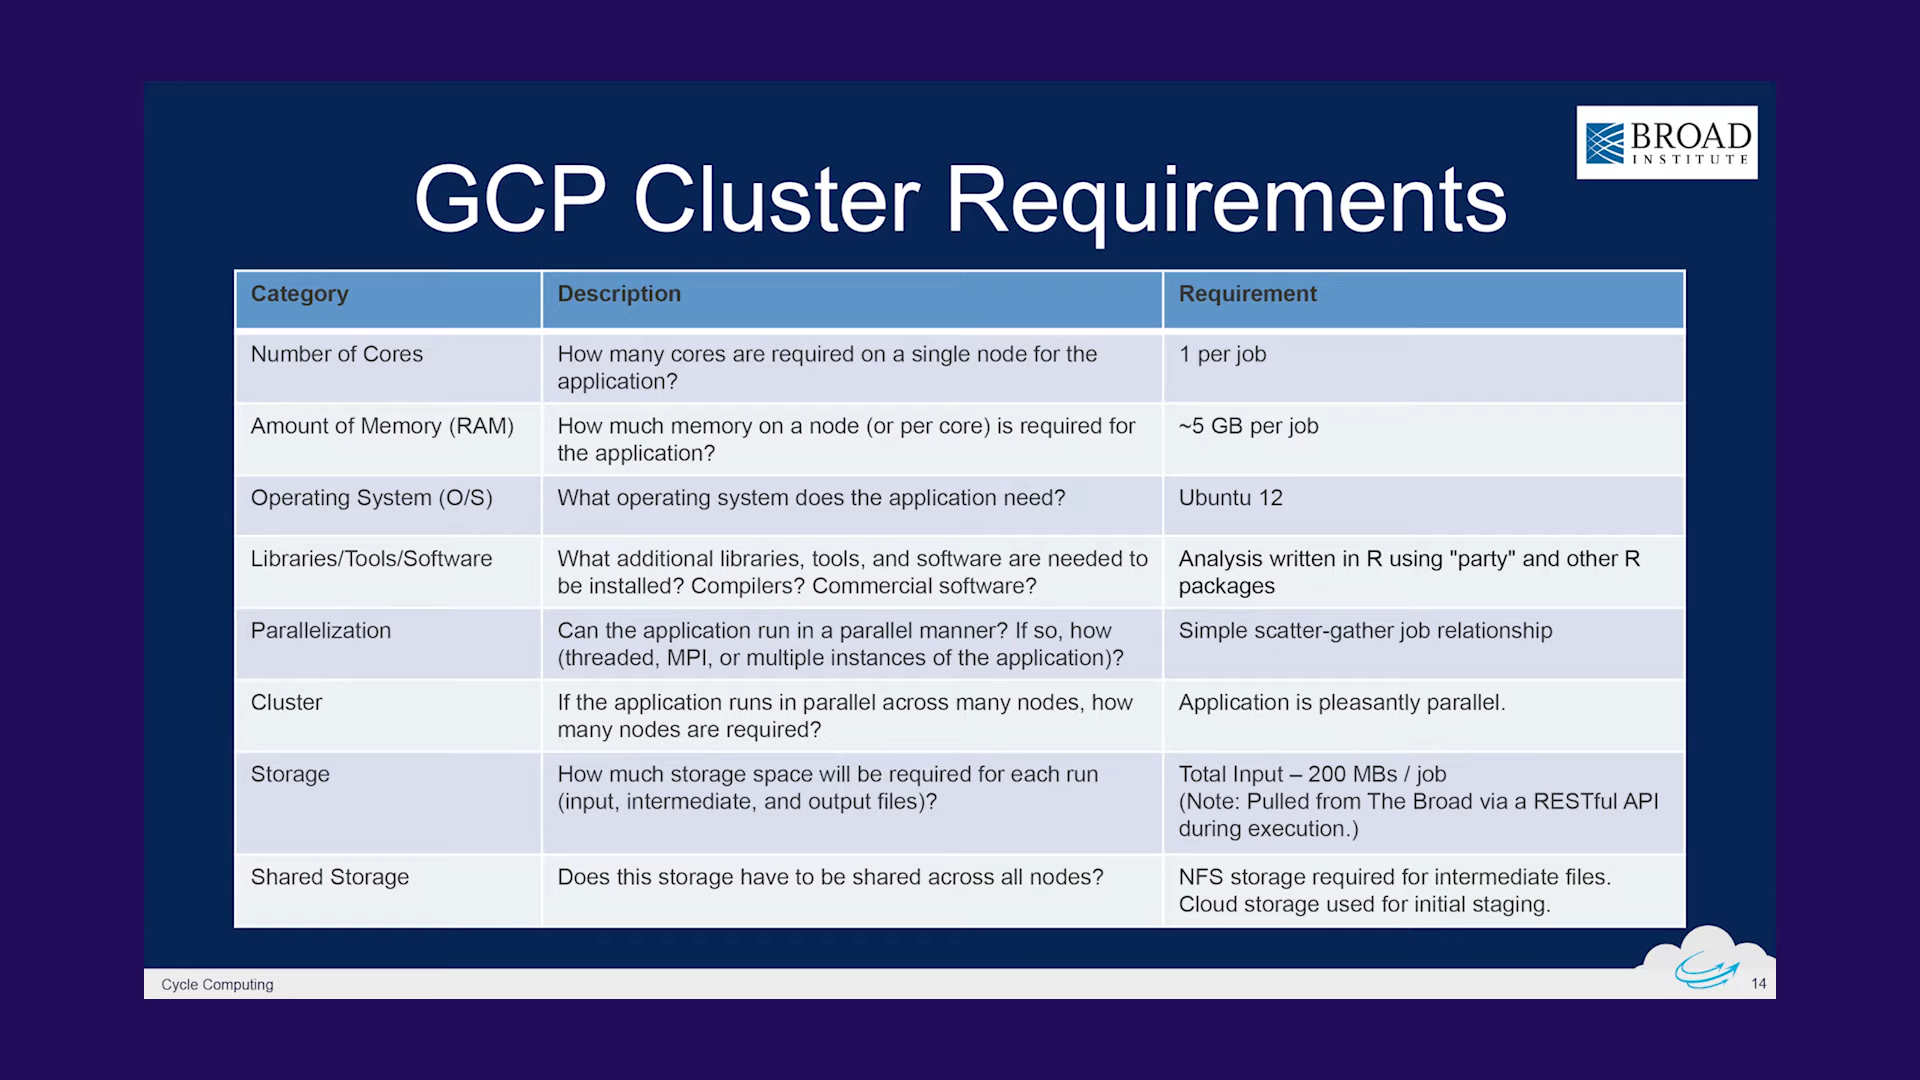 BROAD
INSTITUTE
GCP Cluster Requirements
Category
Description
Requirement
Number of Cores
How many cores are required on a single node for the
application?
1 per job
Amount of Memory (RAM)
How much memory on a node (or per core) is required for
the application?
~5 GB per job
Operating System (O/S)
What operating system does the application need?
Ubuntu 12
Libraries/Tools/Software
What additional libraries, tools, and software are needed to
be installed? Compilers? Commercial software?
Analysis written in R using "party" and other R
packages
Parallelization
Can the application run in a parallel manner? If so, how
(threaded, MPI, or multiple instances of the application)?
Simple scatter-gather job relationship
Cluster
If the application runs in parallel across many nodes, how
many nodes are required?
Application is pleasantly parallel.
Storage
How much storage space will be required for each run
(input, intermediate, and output files)?
Total Input – 200 MBs / job
(Note: Pulled from The Broad via a RESTful API
during execution.)
Shared Storage
Does this storage have to be shared across all nodes?
NFS storage required for intermediate files.
Cloud storage used for initial staging.
Cycle Computing
14